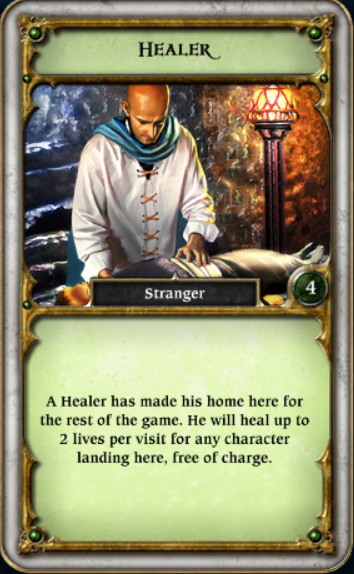 Healer
Stranger
4
A Healer has made his home here for
the rest of the game. He will heal up to
2 lives per visit for any character
landing here, free of charge.